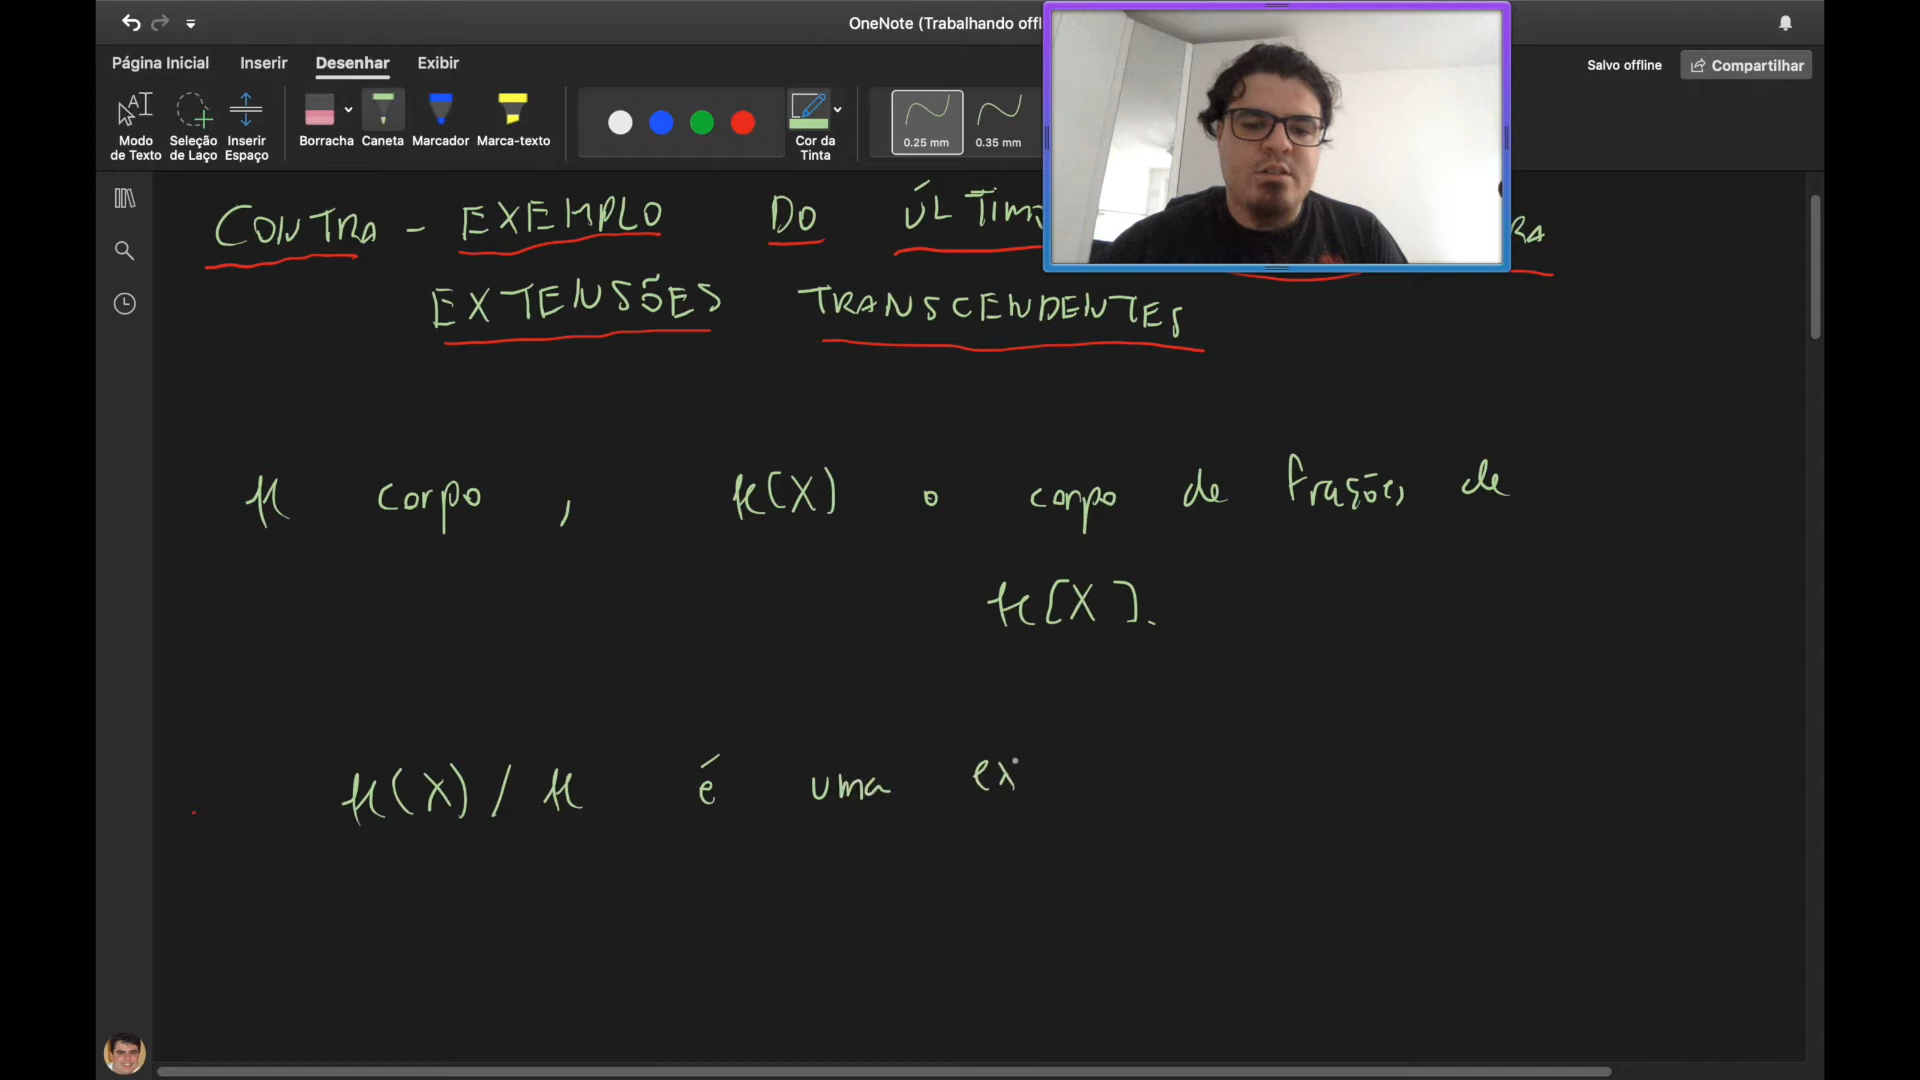 OneNote (Trabalhando offl
Página Inicial Inserir Desenhar Exibir
Salvo offline Compartilhar
Modo de Texto
Seleção de Laço
Inserir Espaço
Borracha
Caneta
Marcador
Marca-texto
Cor da Tinta
0.25 mm
0.35 mm
CONTRA - EXEMPLO DO ÚLTIM RA
EXTENSÕES TRANSCENDENTES
K corpo , K(X) o corpo de frações de
K[X].
K(X) / K é uma ex